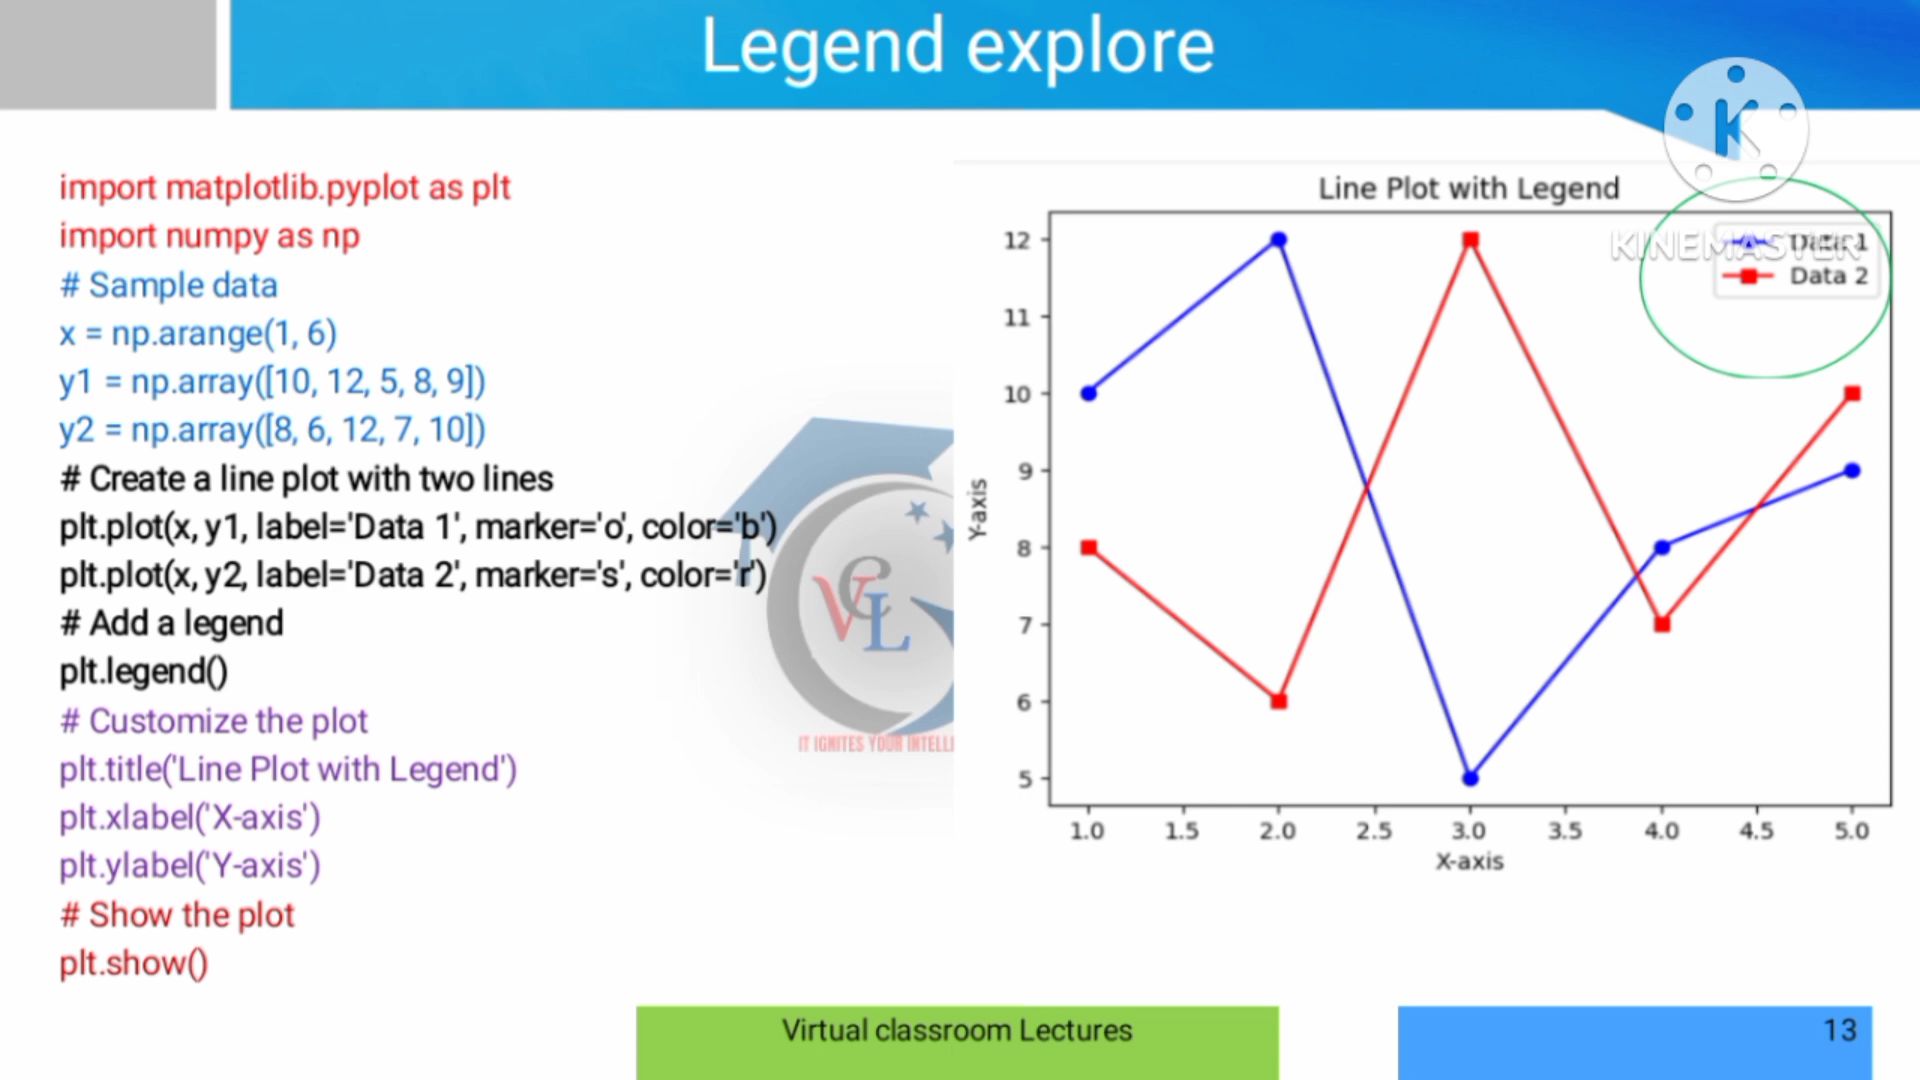 Legend explore
import matplotlib.pyplot as plt
import numpy as np
# Sample data
x = np.arange(1, 6)
y1 = np.array([10, 12, 5, 8, 9])
y2 = np.array([8, 6, 12, 7, 10])
# Create a line plot with two lines
plt.plot(x, y1, label='Data 1', marker='o', color='b')
plt.plot(x, y2, label='Data 2', marker='s', color='r')
# Add a legend
plt.legend()
# Customize the plot
plt.title('Line Plot with Legend')
plt.xlabel('X-axis')
plt.ylabel('Y-axis')
# Show the plot
plt.show()
VCL
IT IGNITES YOUR
K
KINEMASTER
Line Plot with Legend
Data 1
Data 2
12
11
10
9
8
7
6
5
Y-axis
1.0 1.5 2.0 2.5 3.0 3.5 4.0 4.5 5.0
X-axis
Virtual classroom Lectures
13